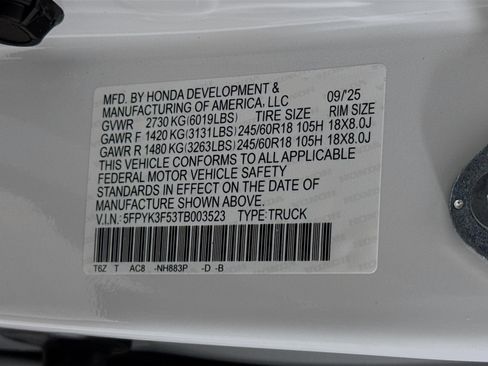 MFD. BY HONDA DEVELOPMENT &
MANUFACTURING OF AMERICA, LLC 09/'25
GVWR 2730 KG(6019LBS) TIRE SIZE RIM SIZE
GAWR F 1420 KG(3131LBS) 245/60R18 105H 18X8.0J
GAWR R 1480 KG(3263LBS) 245/60R18 105H 18X8.0J
THIS VEHICLE CONFORMS TO ALL APPLICABLE
FEDERAL MOTOR VEHICLE SAFETY
STANDARDS IN EFFECT ON THE DATE OF
MANUFACTURE SHOWN ABOVE.
V.I.N.: 5FPYK3F53TB003523 TYPE: TRUCK
T6Z T AC8 -NH883P -D -B